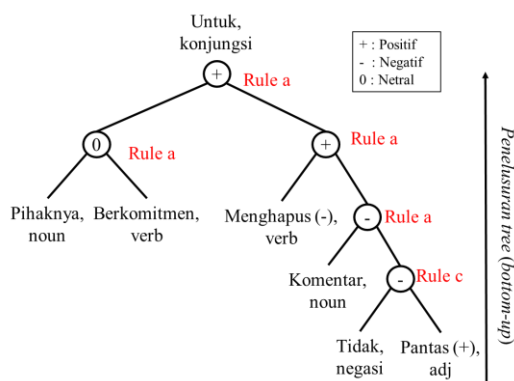 Untuk,
konjungsi
+ : Positif
- : Negatif
0 : Netral
+
Rule a
0
Rule a
+
Rule a
Pihaknya,
noun
Berkomitmen,
verb
Menghapus (-),
verb
-
Rule a
Komentar,
noun
-
Rule c
Tidak,
negasi
Pantas (+),
adj
Penelusuran tree (bottom-up)